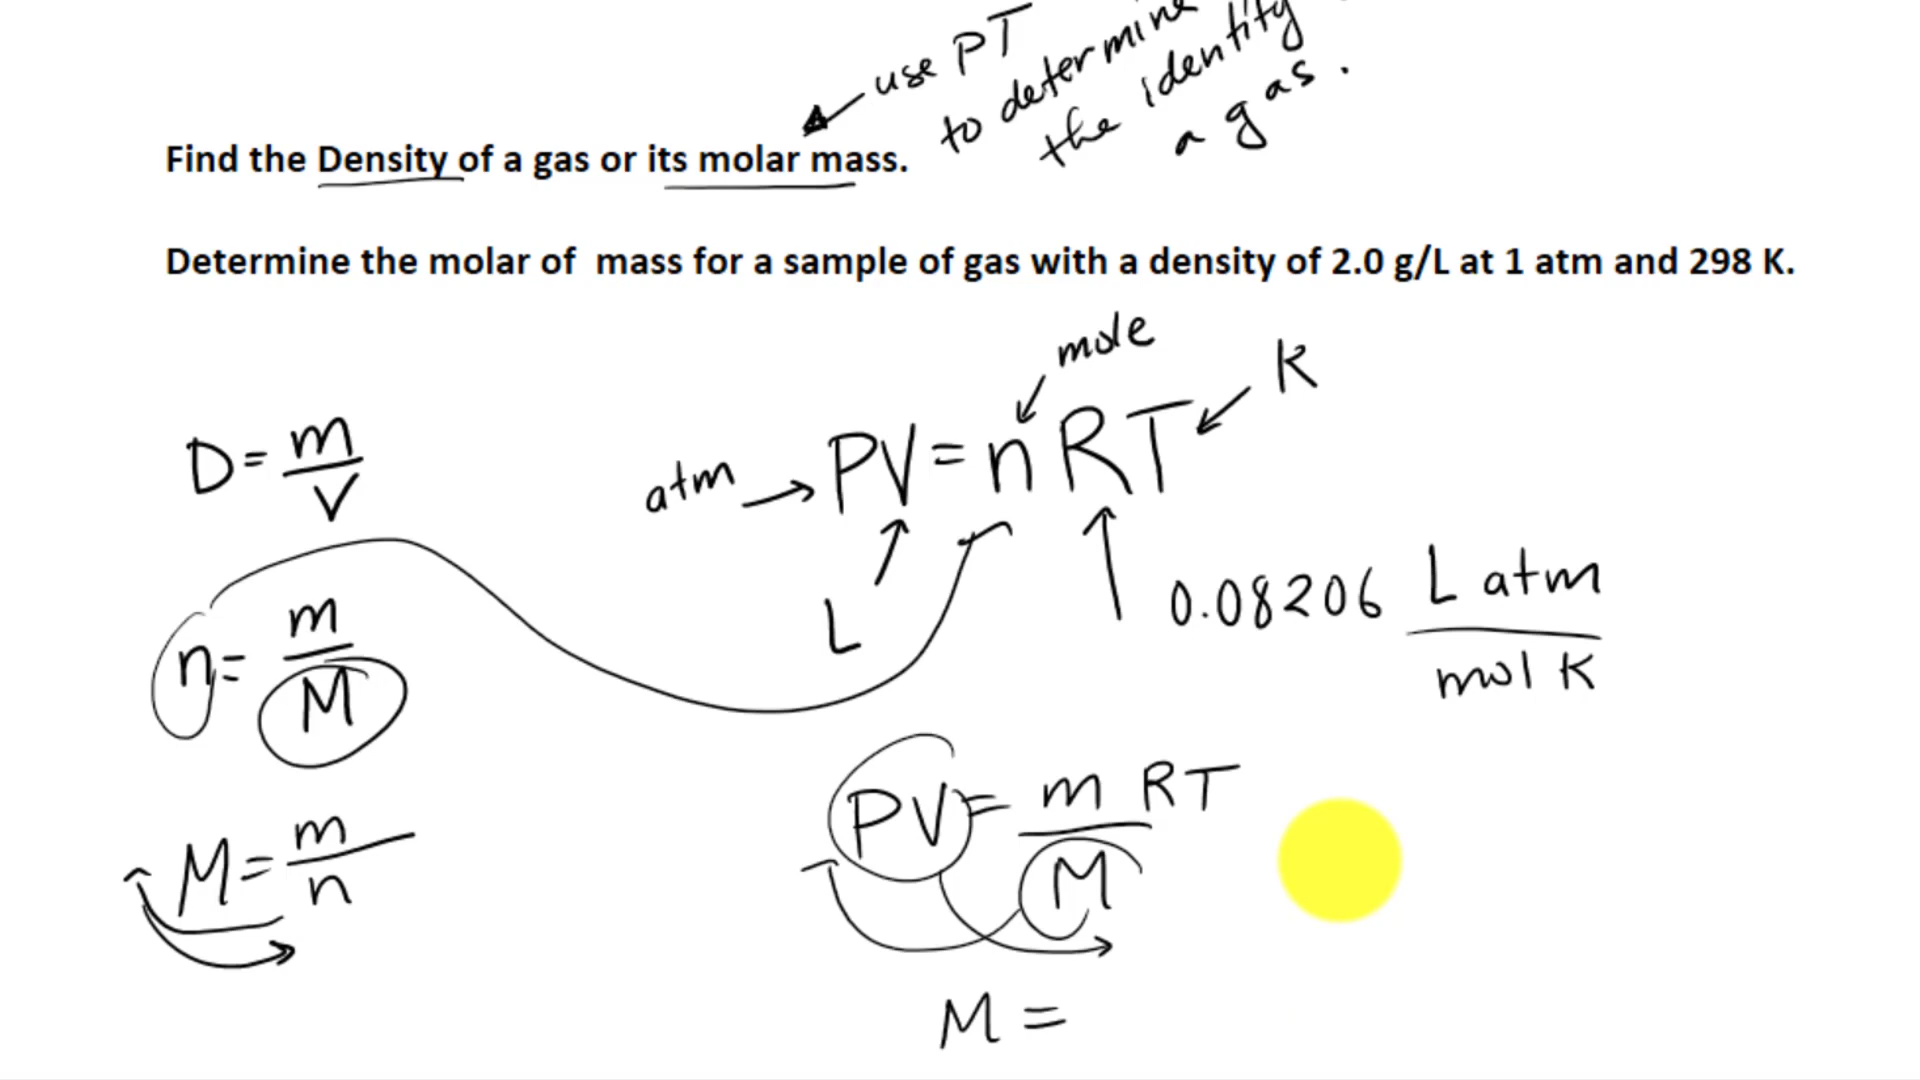 use PT
to determine
the identity
a gas.
Find the Density of a gas or its molar mass.
Determine the molar of mass for a sample of gas with a density of 2.0 g/L at 1 atm and 298 K.
mole
K
D = m/V
atm → PV = nRT
L
0.08206 L atm / mol K
n = m/M
PV = m RT / M
M = m/n
M =